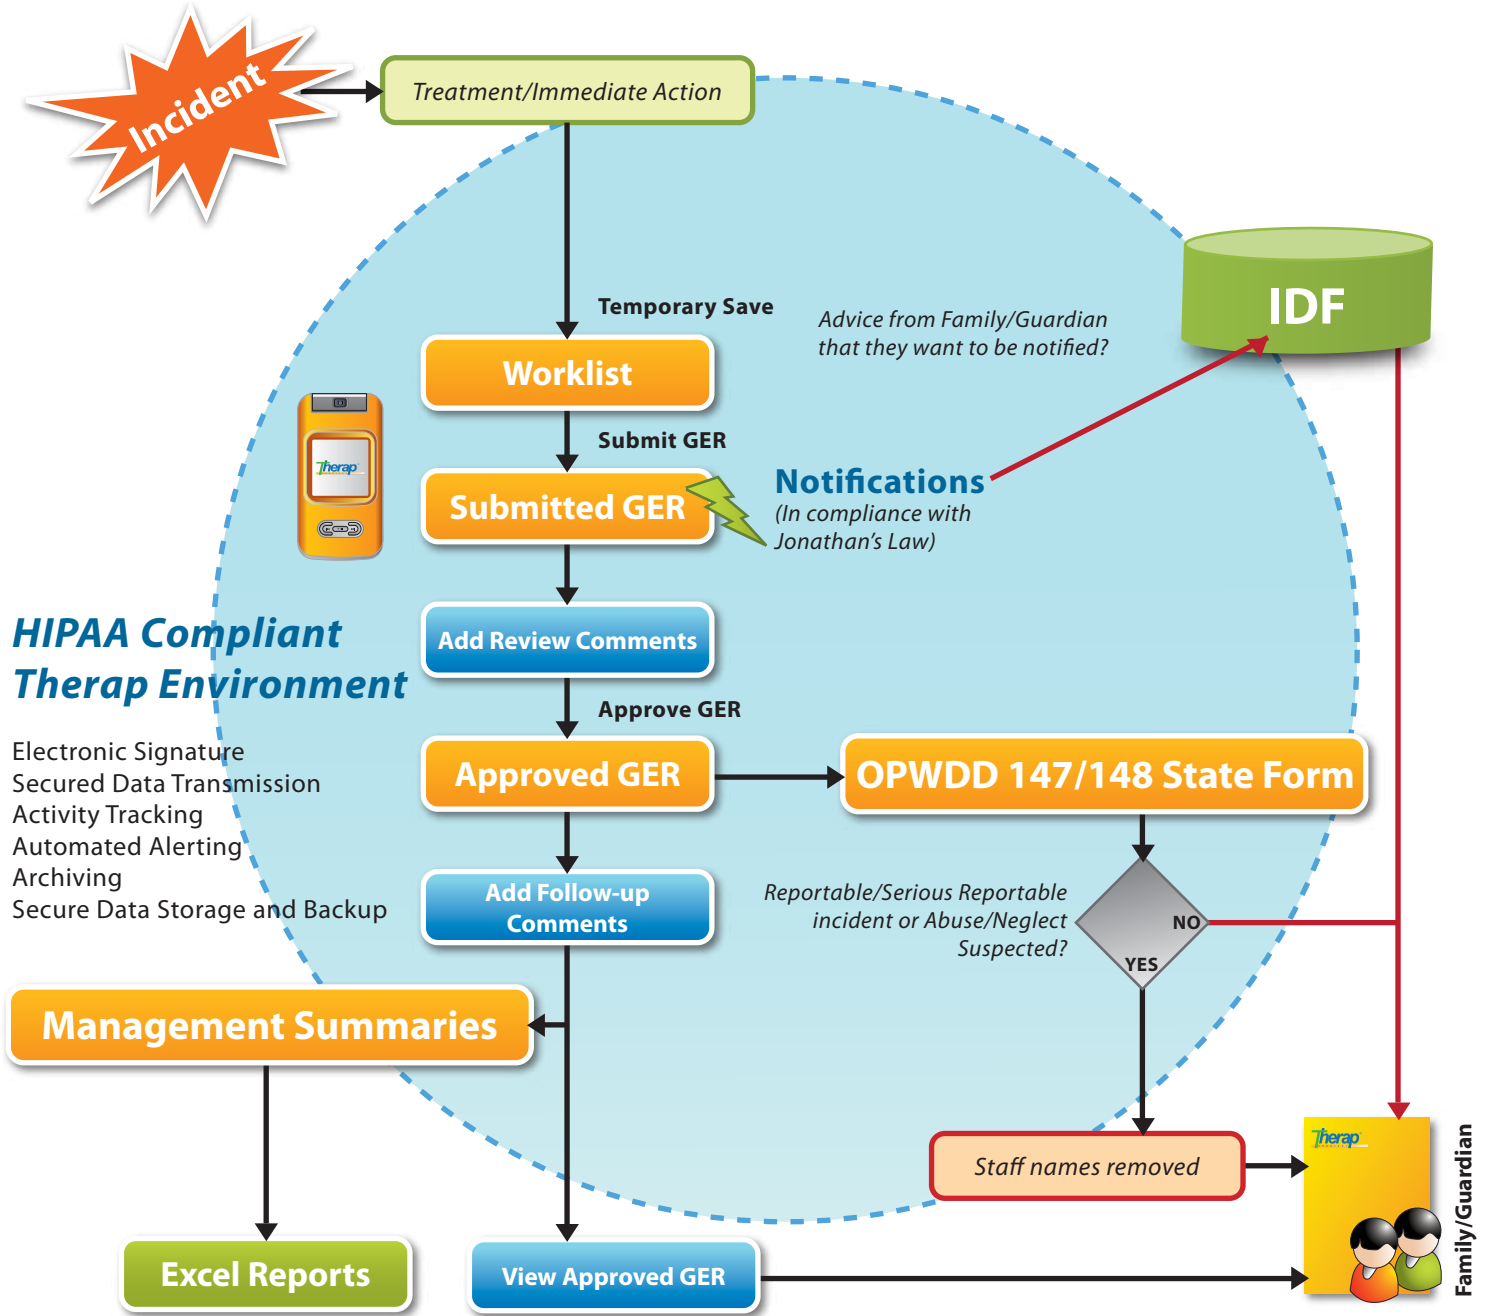 Incident
Treatment/Immediate Action
Temporary Save
Advice from Family/Guardian
that they want to be notified?
IDF
Worklist
Submit GER
Therap
Submitted GER
Notifications
(In compliance with
Jonathan's Law)
HIPAA Compliant
Therap Environment
Add Review Comments
Approve GER
Electronic Signature
Secured Data Transmission
Activity Tracking
Automated Alerting
Archiving
Secure Data Storage and Backup
Approved GER
OPWDD 147/148 State Form
Add Follow-up
Comments
Reportable/Serious Reportable
incident or Abuse/Neglect
Suspected?
NO
YES
Management Summaries
Staff names removed
Therap
Family/Guardian
Excel Reports
View Approved GER